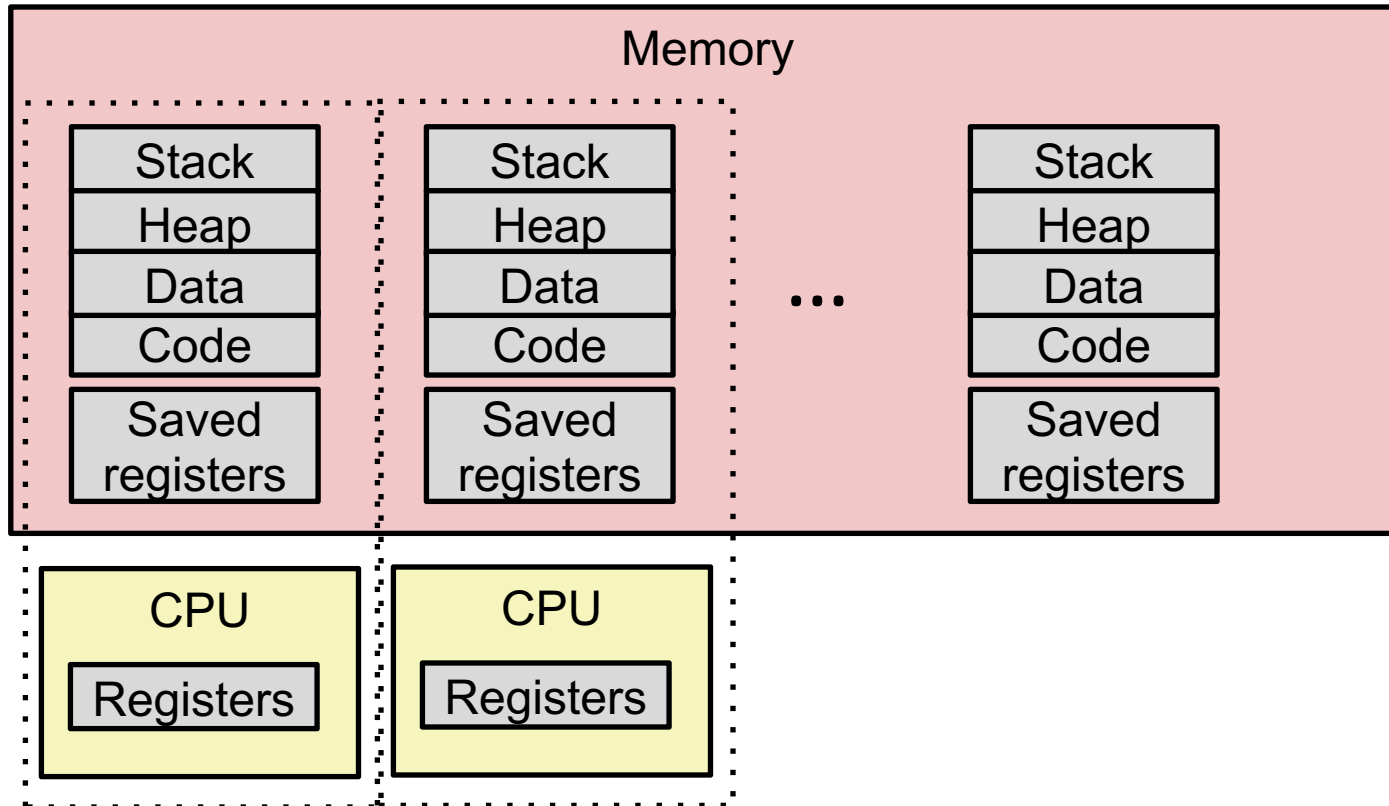 Memory
Stack
Heap
Data
Code
Saved
registers
Stack
Heap
Data
Code
Saved
registers
...
Stack
Heap
Data
Code
Saved
registers
CPU
Registers
CPU
Registers